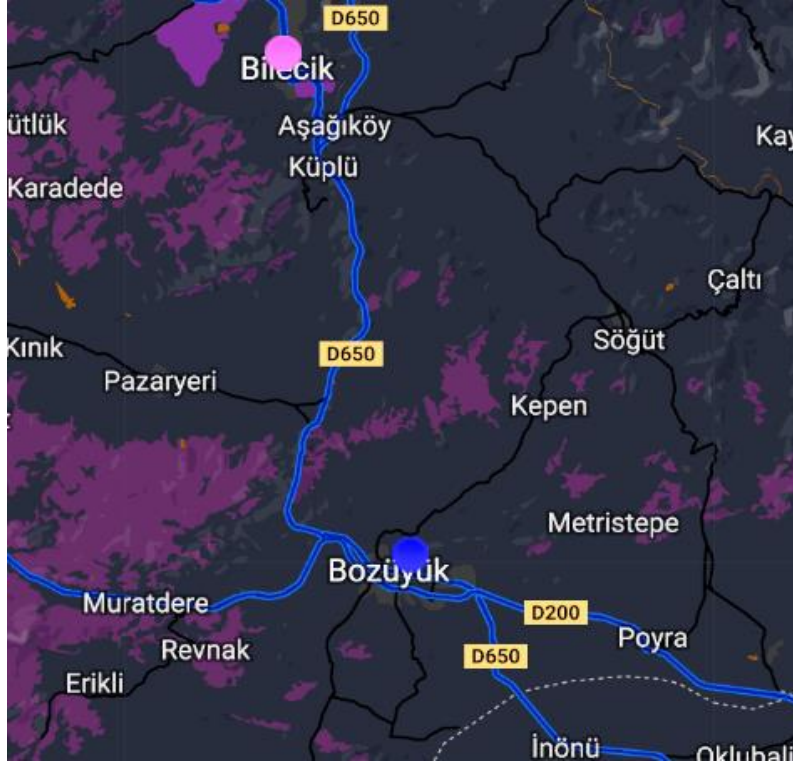 D650
Bilecik
ütlük
Aşağıköy
Kay
Küplü
Karadede
Çaltı
Kınık
D650
Söğüt
Pazaryeri
Kepen
Metristepe
Bozüyük
Muratdere
D200
Poyra
Revnak
D650
Erikli
İnönü
Oklubali